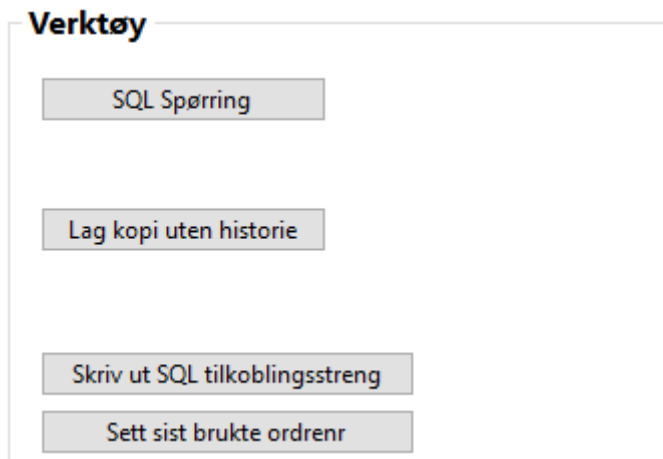 Verktøy
SQL Spørring
Lag kopi uten historie
Skriv ut SQL tilkoblingsstreng
Sett sist brukte ordrenr